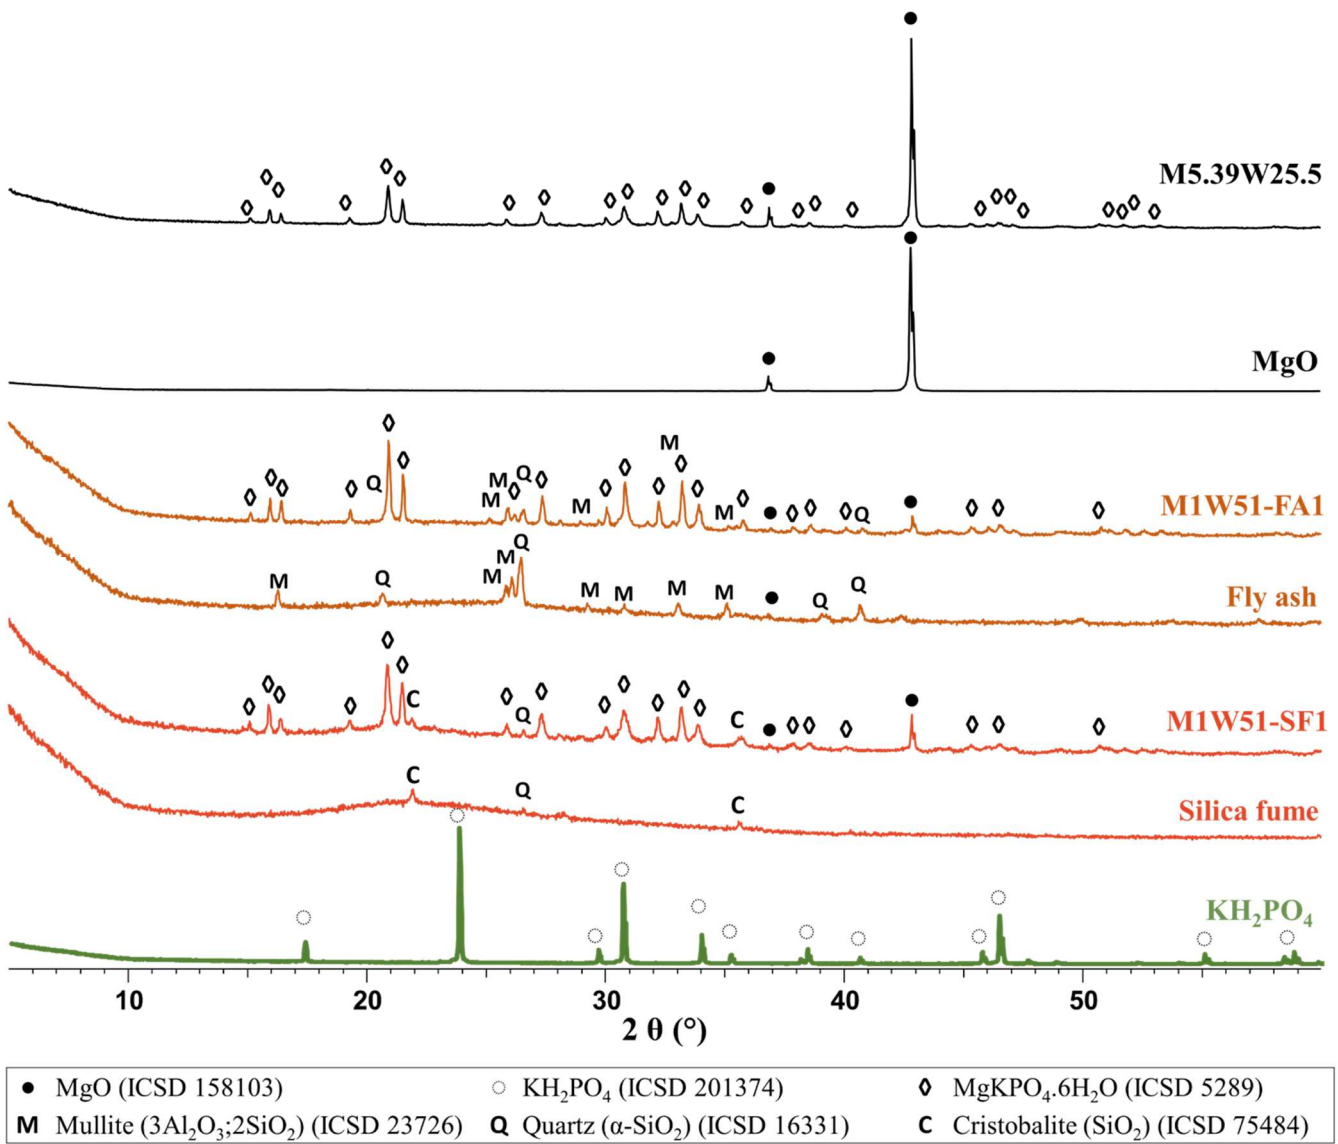 M5.39W25.5
MgO
M1W51-FA1
M
Q
M
M
Q
M
M
Q
Fly ash
M
Q
M
M
Q
M
M
M
M
Q
Q
M1W51-SF1
C
Q
C
Silica fume
C
Q
C
KH₂PO₄
10 20 30 40 50
2 θ (°)
MgO (ICSD 158103) KH₂PO₄ (ICSD 201374) MgKPO₄.6H₂O (ICSD 5289)
M Mullite (3Al₂O₃;2SiO₂) (ICSD 23726) Q Quartz (α-SiO₂) (ICSD 16331) C Cristobalite (SiO₂) (ICSD 75484)